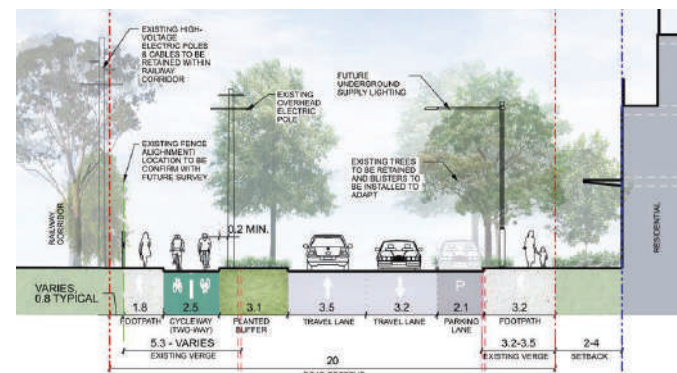 EXISTING HIGH-
VOLTAGE
ELECTRIC POLES
& CABLES TO BE
RETAINED WITHIN
RAILWAY
CORRIDOR
EXISTING
OVERHEAD
ELECTRIC
POLE
FUTURE
UNDERGROUND
SUPPLY LIGHTING
EXISTING FENCE
ALIGHNMENT/
LOCATION TO BE
CONFIRM WITH
FUTURE SURVEY
EXISTING TREES
TO BE RETAINED
AND BLISTERS TO
BE INSTALLED TO
ADAPT
0.2 MIN.
RAILWAY
CORRIDOR
RESIDENTIAL
VARIES,
0.8 TYPICAL
P
1.8
2.5
3.1
3.5
3.2
2.1
3.2
FOOTPATH
CYCLEWAY
(TWO-WAY)
PLANTED
BUFFER
TRAVEL LANE
TRAVEL LANE
PARKING
LANE
FOOTPATH
5.3 - VARIES
EXISTING VERGE
3.2-3.5
EXISTING VERGE
2-4
SETBACK
20